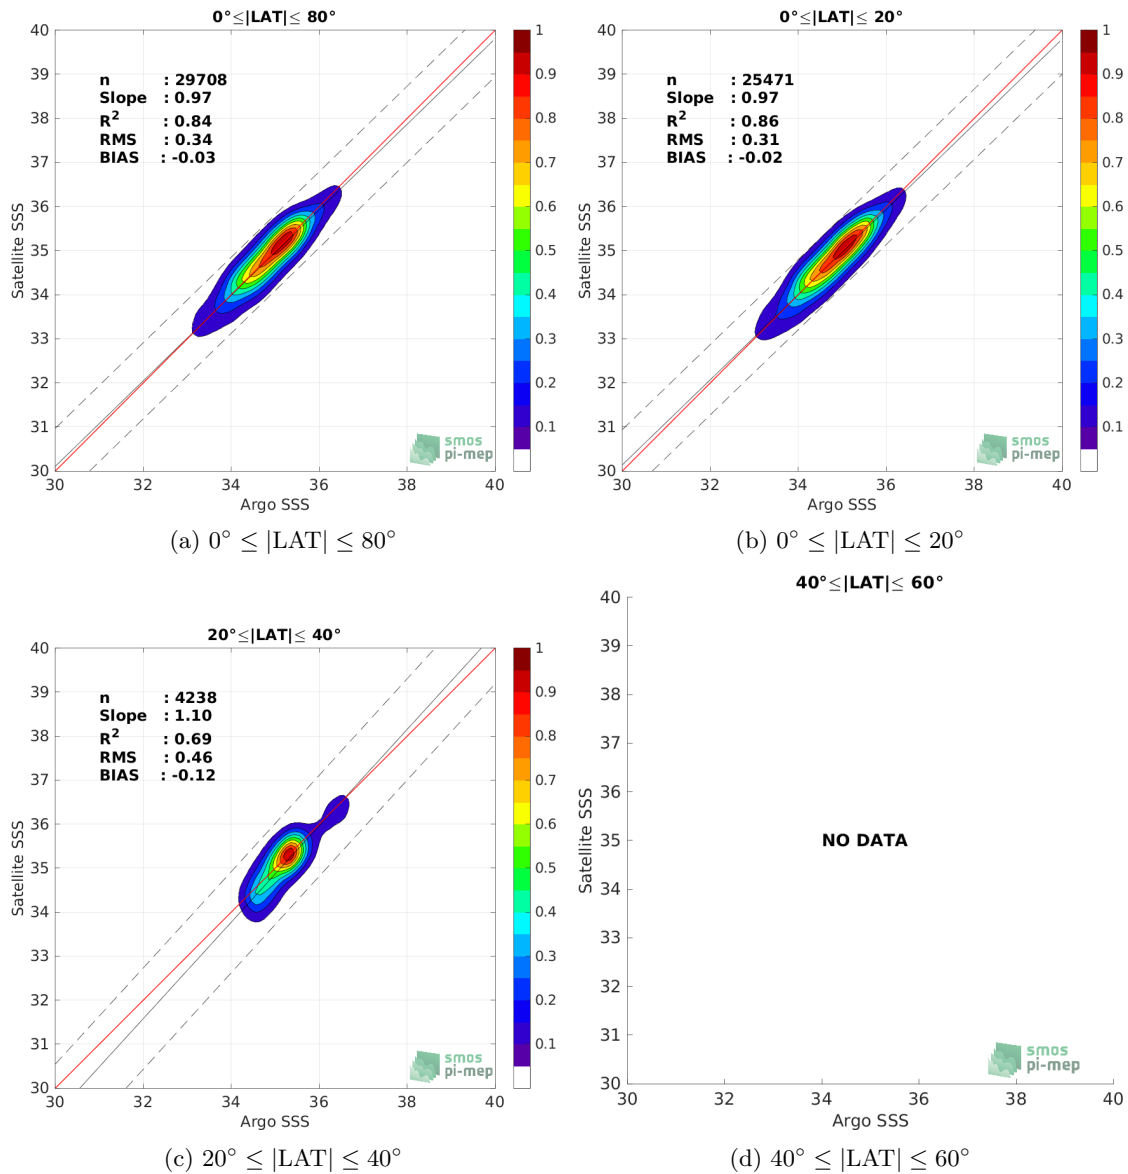 0°≤|LAT|≤ 80°
40
39
38
37
36
35
34
33
32
31
30
Satellite SSS
n : 29708
Slope : 0.97
R² : 0.84
RMS : 0.34
BIAS : -0.03
1
0.9
0.8
0.7
0.6
0.5
0.4
0.3
0.2
0.1
smos
pi-mep
30 32 34 36 38 40
Argo SSS
(a) 0° ≤ |LAT| ≤ 80°
0°≤|LAT|≤ 20°
40
39
38
37
36
35
34
33
32
31
30
Satellite SSS
n : 25471
Slope : 0.97
R² : 0.86
RMS : 0.31
BIAS : -0.02
1
0.9
0.8
0.7
0.6
0.5
0.4
0.3
0.2
0.1
smos
pi-mep
30 32 34 36 38 40
Argo SSS
(b) 0° ≤ |LAT| ≤ 20°
20°≤|LAT|≤ 40°
40
39
38
37
36
35
34
33
32
31
30
Satellite SSS
n : 4238
Slope : 1.10
R² : 0.69
RMS : 0.46
BIAS : -0.12
1
0.9
0.8
0.7
0.6
0.5
0.4
0.3
0.2
0.1
smos
pi-mep
30 32 34 36 38 40
Argo SSS
(c) 20° ≤ |LAT| ≤ 40°
40°≤|LAT|≤ 60°
40
39
38
37
36
35
34
33
32
31
30
Satellite SSS
NO DATA
smos
pi-mep
30 32 34 36 38 40
Argo SSS
(d) 40° ≤ |LAT| ≤ 60°